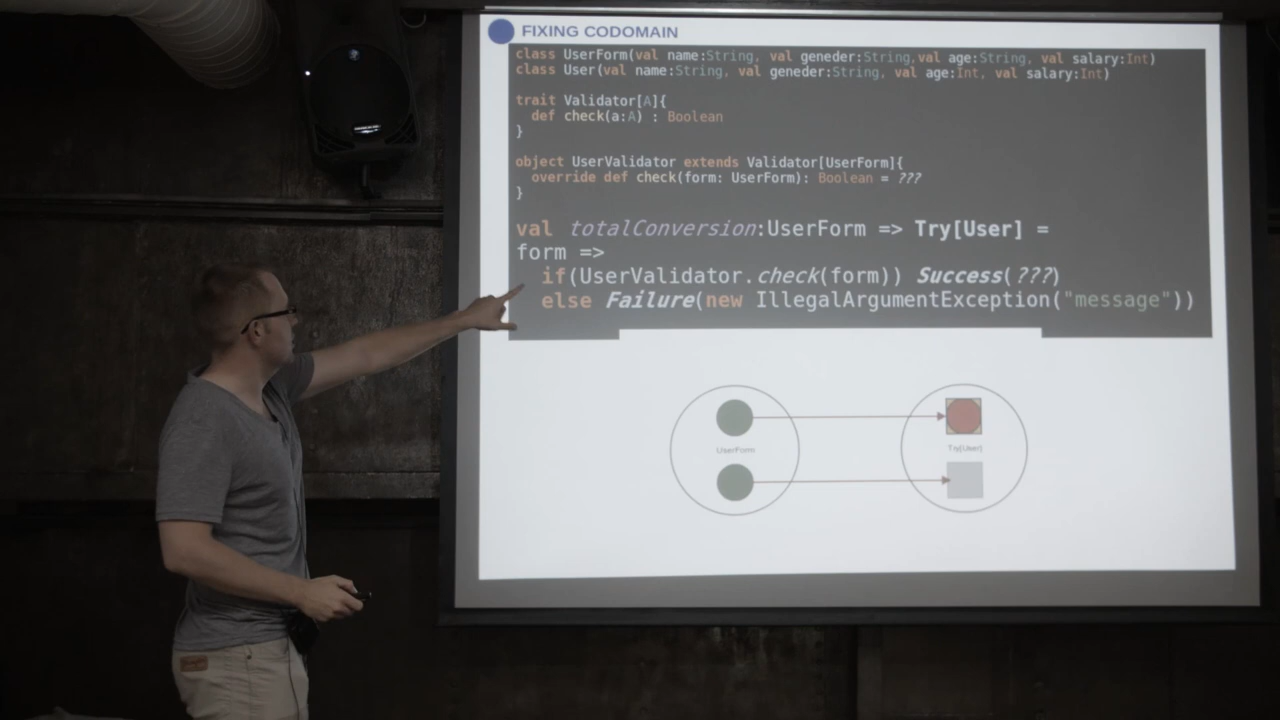 FIXING CODOMAIN
class UserForm(val name:String, val geneder:String,val age:String, val salary:Int)
class User(val name:String, val geneder:String, val age:Int, val salary:Int)
trait Validator[A]{
def check(a:A) : Boolean
}
object UserValidator extends Validator[UserForm]{
override def check(form: UserForm): Boolean = ???
}
val totalConversion:UserForm => Try[User] =
form =>
if(UserValidator.check(form)) Success(???)
else Failure(new IllegalArgumentException("message"))
UserForm
Try[User]